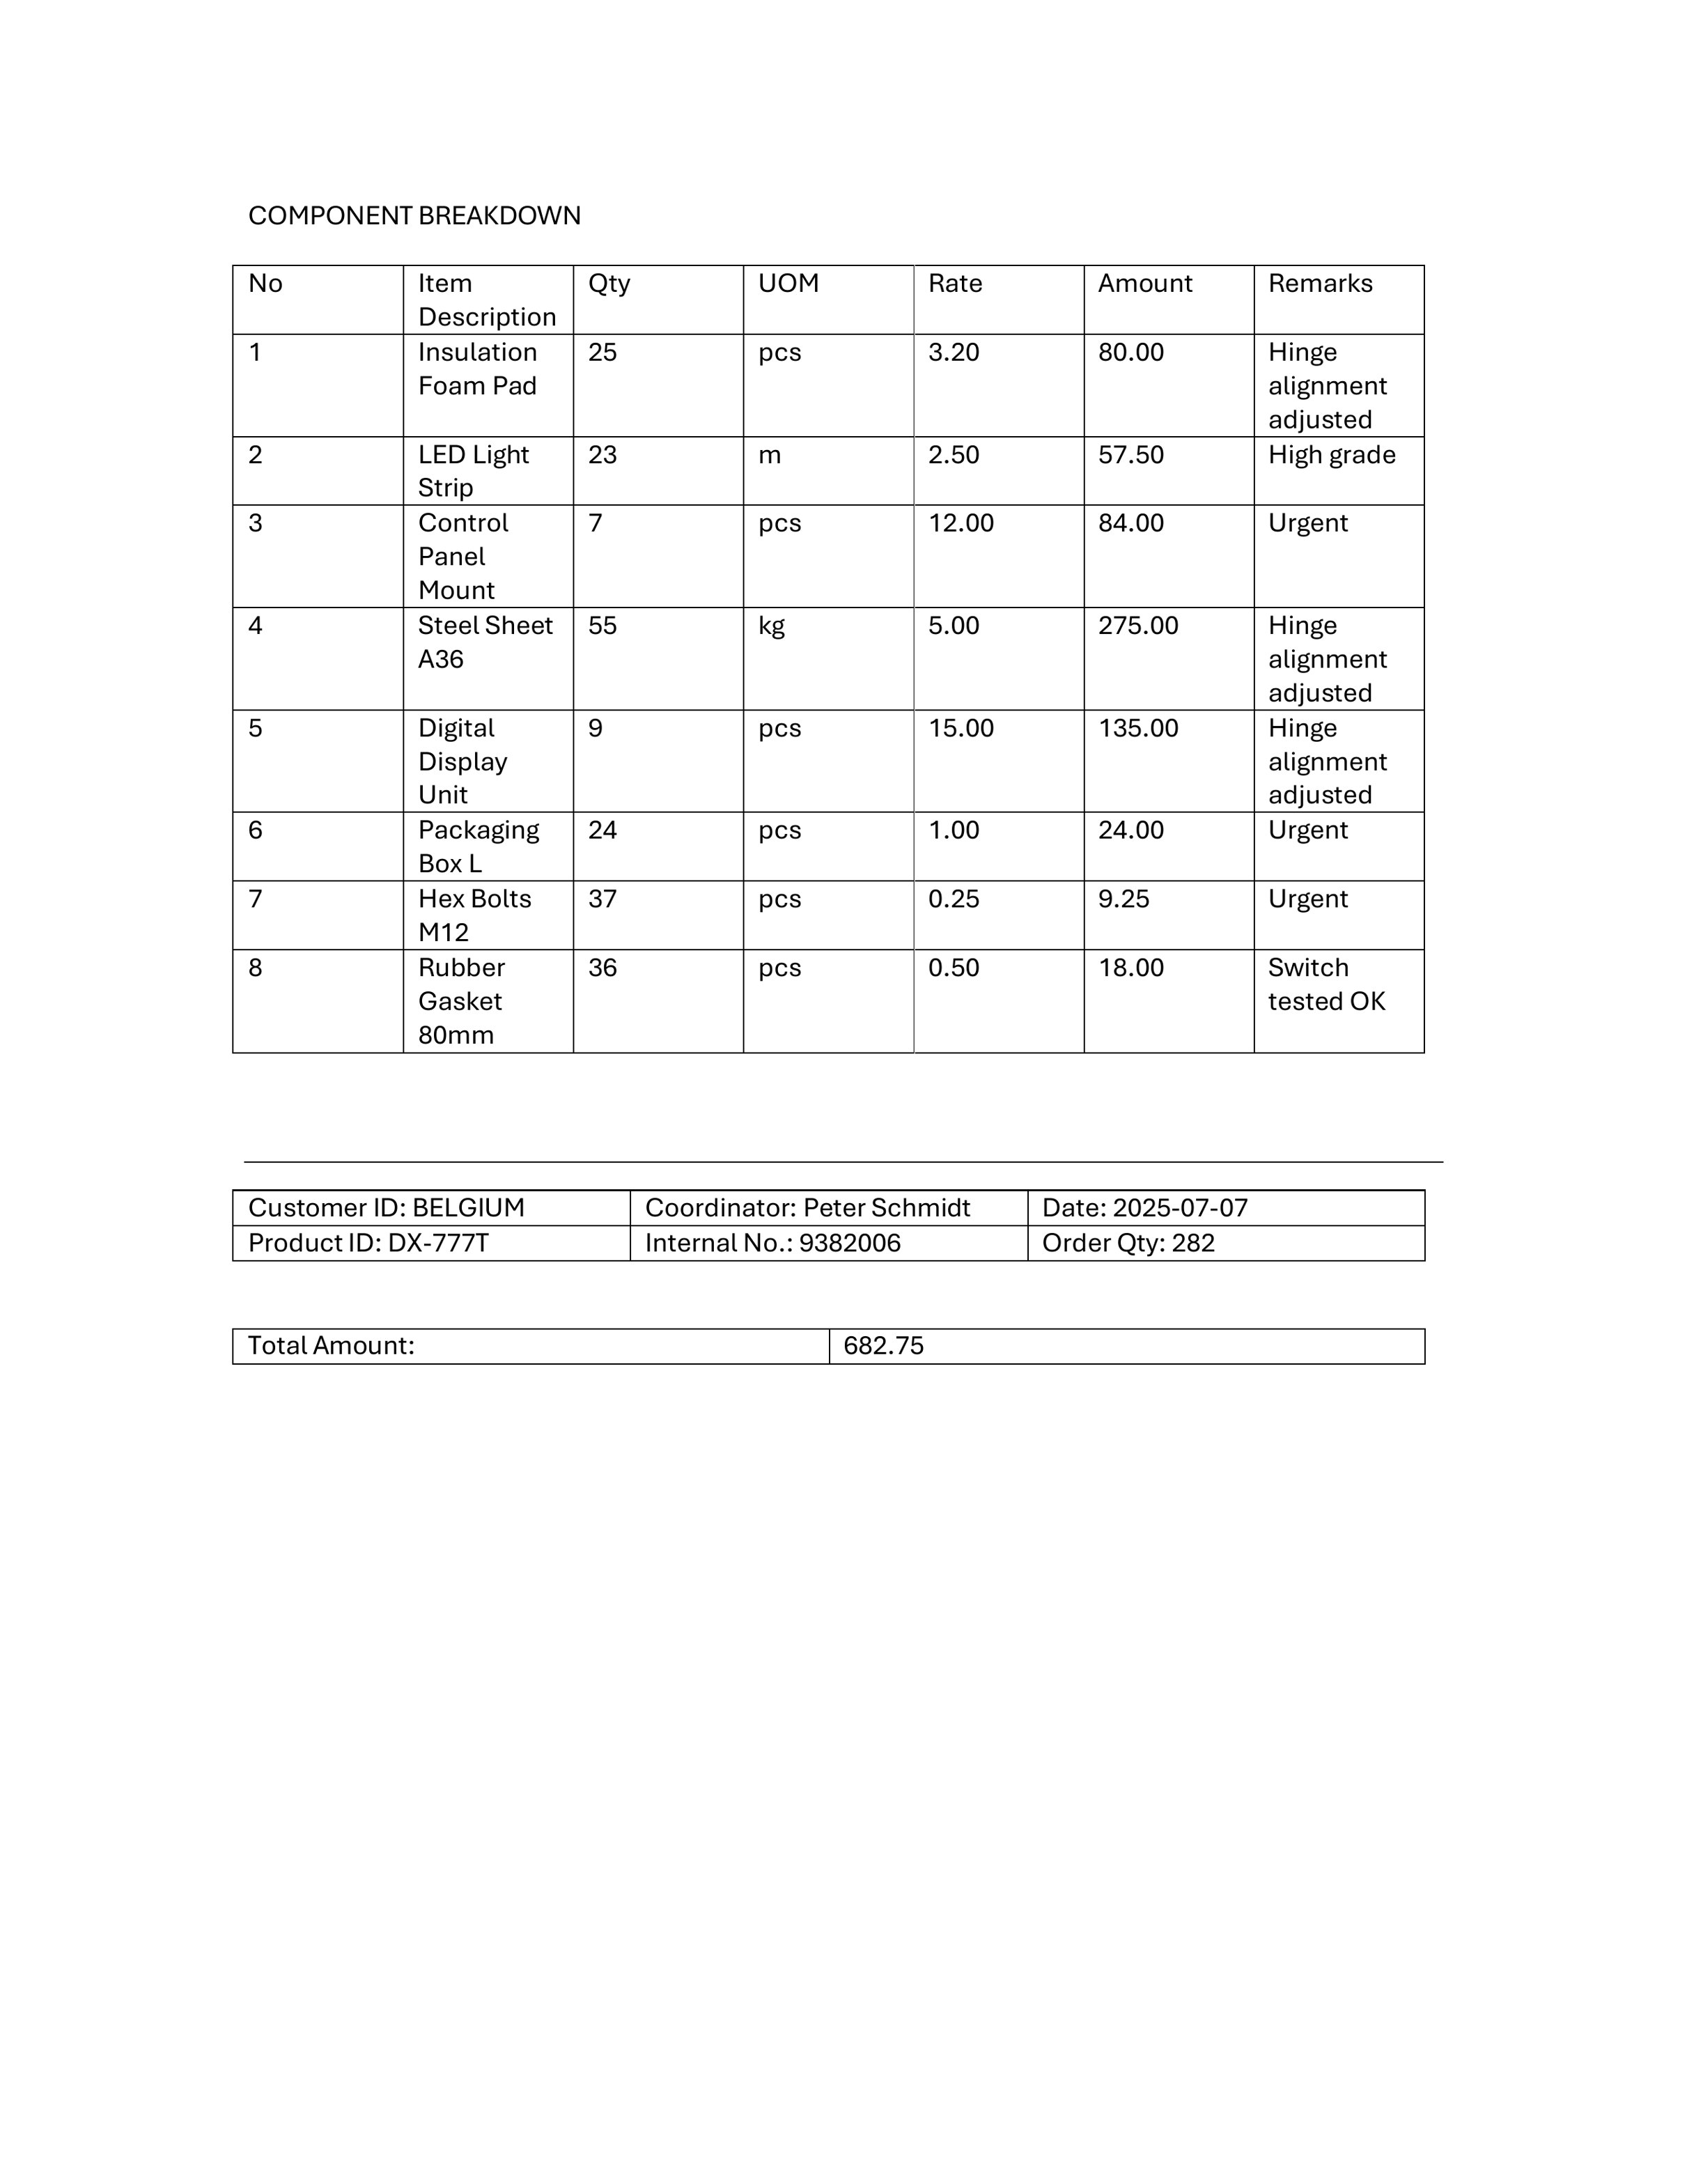 COMPONENT BREAKDOWN
No Item Description Qty UOM Rate Amount Remarks
1 Insulation Foam Pad 25 pcs 3.20 80.00 Hinge alignment adjusted
2 LED Light Strip 23 m 2.50 57.50 High grade
3 Control Panel Mount 7 pcs 12.00 84.00 Urgent
4 Steel Sheet A36 55 kg 5.00 275.00 Hinge alignment adjusted
5 Digital Display Unit 9 pcs 15.00 135.00 Hinge alignment adjusted
6 Packaging Box L 24 pcs 1.00 24.00 Urgent
7 Hex Bolts M12 37 pcs 0.25 9.25 Urgent
8 Rubber Gasket 80mm 36 pcs 0.50 18.00 Switch tested OK
Customer ID: BELGIUM Coordinator: Peter Schmidt Date: 2025-07-07
Product ID: DX-777T Internal No.: 9382006 Order Qty: 282
Total Amount: 682.75